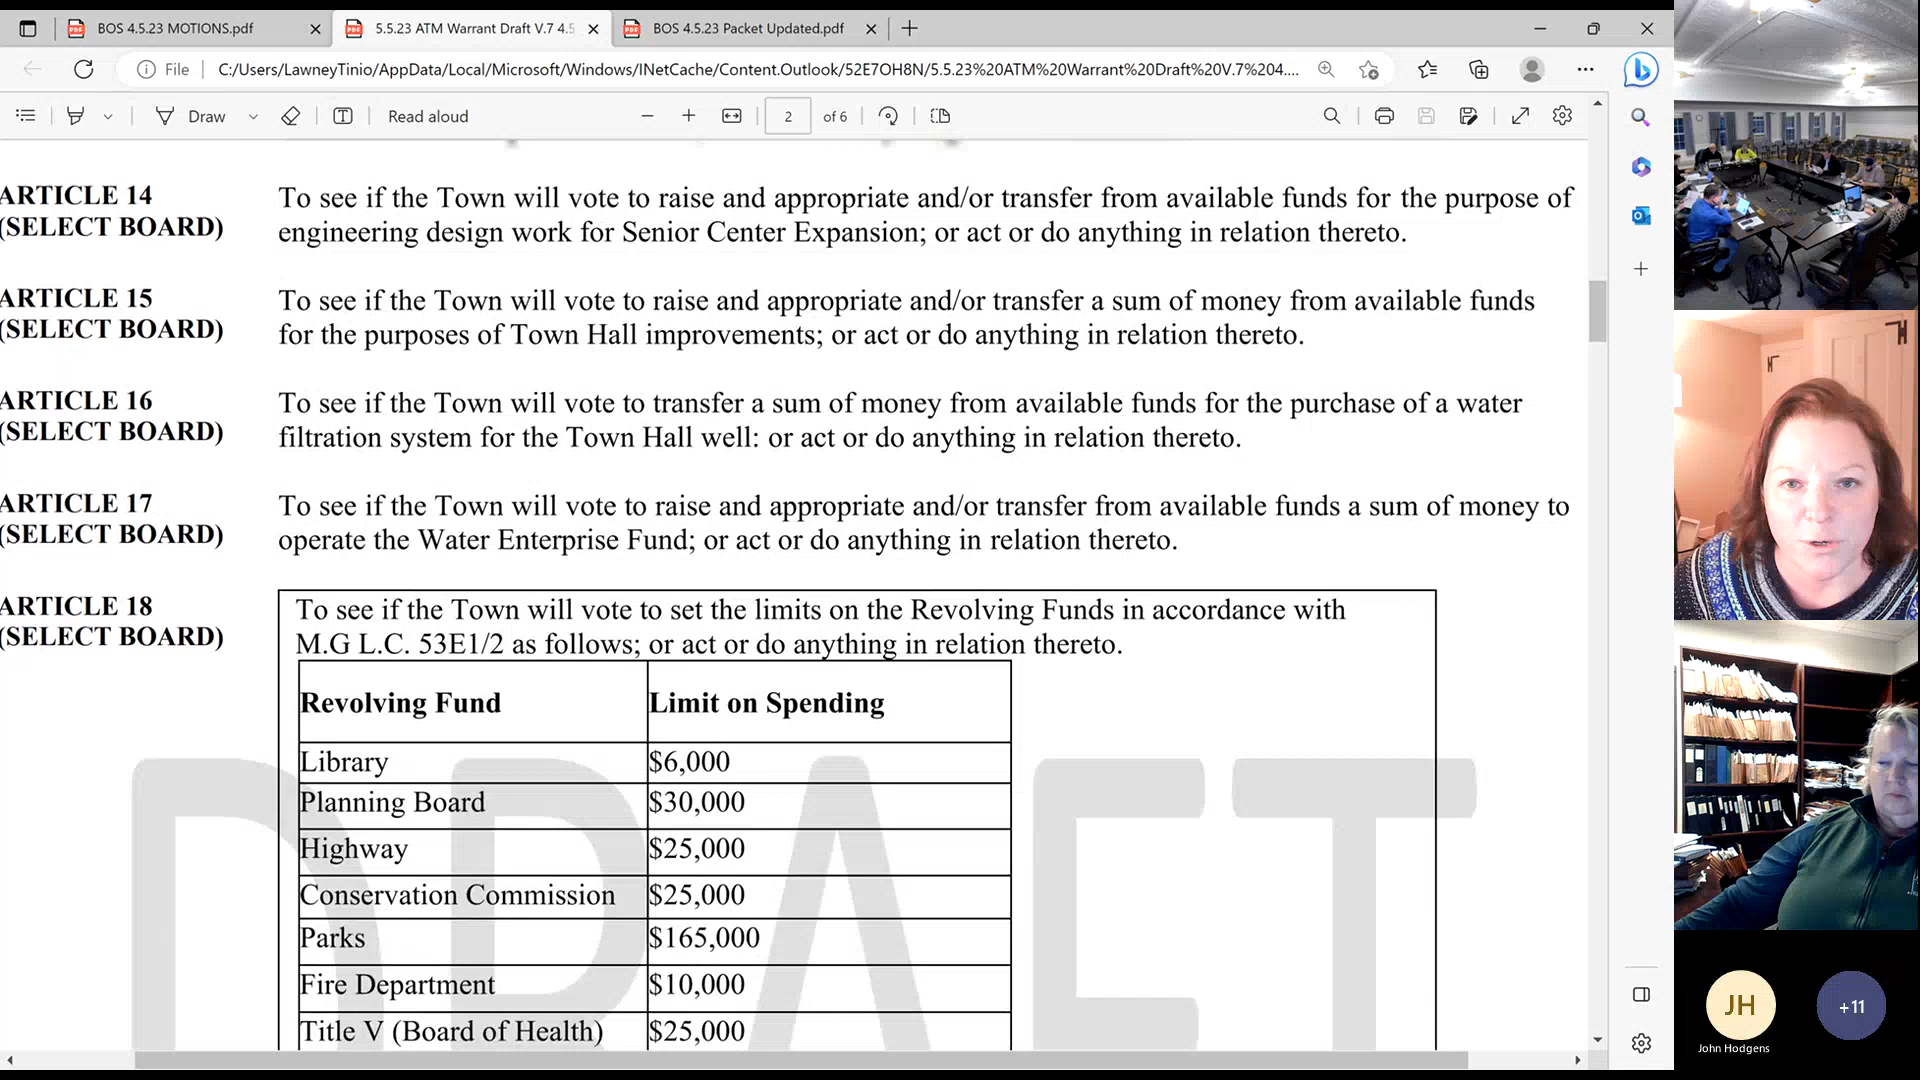 BOS 4.5.23 MOTIONS.pdf
5.5.23 ATM Warrant Draft V.7 4.5
BOS 4.5.23 Packet Updated.pdf
File
C:/Users/LawneyTinio/AppData/Local/Microsoft/Windows/INetCache/Content.Outlook/52E7OH8N/5.5.23%20ATM%20Warrant%20Draft%20V.7%204....
Draw
Read aloud
2
of 6
ARTICLE 14
(SELECT BOARD)
To see if the Town will vote to raise and appropriate and/or transfer from available funds for the purpose of
engineering design work for Senior Center Expansion; or act or do anything in relation thereto.
ARTICLE 15
(SELECT BOARD)
To see if the Town will vote to raise and appropriate and/or transfer a sum of money from available funds
for the purposes of Town Hall improvements; or act or do anything in relation thereto.
ARTICLE 16
(SELECT BOARD)
To see if the Town will vote to transfer a sum of money from available funds for the purchase of a water
filtration system for the Town Hall well: or act or do anything in relation thereto.
ARTICLE 17
(SELECT BOARD)
To see if the Town will vote to raise and appropriate and/or transfer from available funds a sum of money to
operate the Water Enterprise Fund; or act or do anything in relation thereto.
ARTICLE 18
(SELECT BOARD)
To see if the Town will vote to set the limits on the Revolving Funds in accordance with
M.G L.C. 53E1/2 as follows; or act or do anything in relation thereto.
Revolving Fund Limit on Spending
Library $6,000
Planning Board $30,000
Highway $25,000
Conservation Commission $25,000
Parks $165,000
Fire Department $10,000
Title V (Board of Health) $25,000
DRAFT
JH
+11
John Hodgens